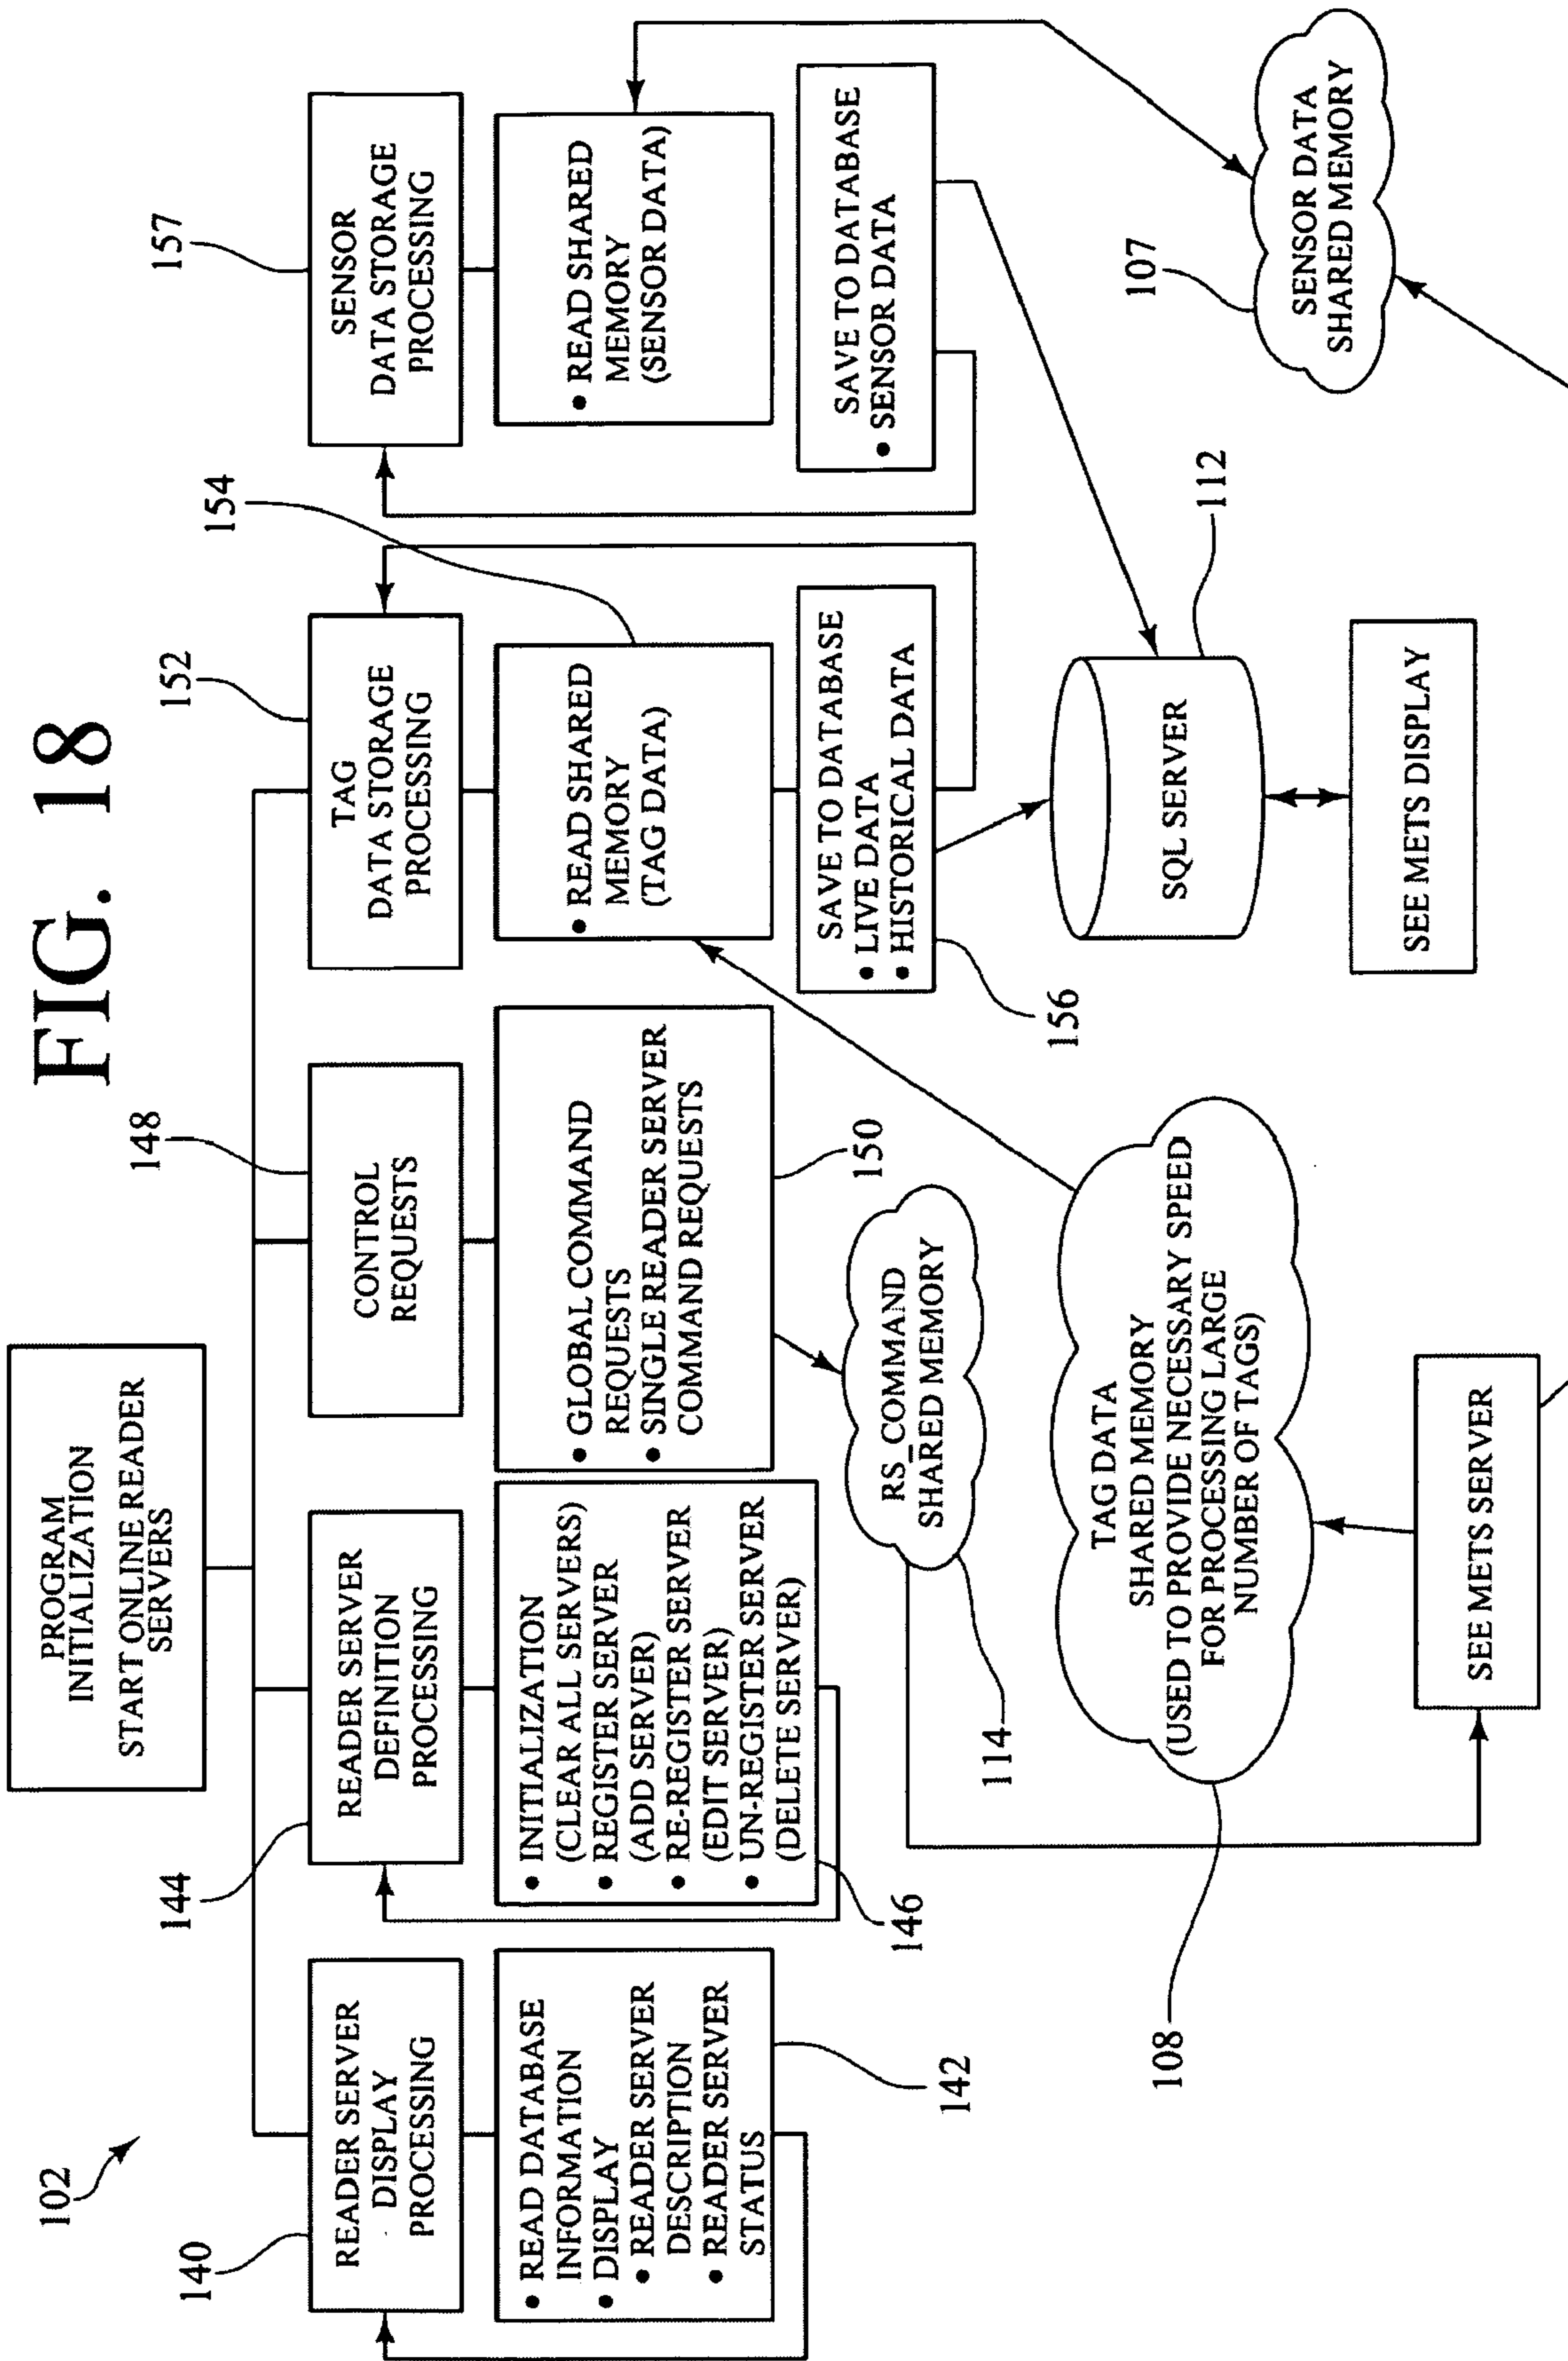 FIG. 18
102
PROGRAM
INITIALIZATION
START ONLINE READER
SERVERS
140
READER SERVER
DISPLAY
PROCESSING
• READ DATABASE
INFORMATION
• DISPLAY
• READER SERVER
DESCRIPTION
• READER SERVER
STATUS
142
144
READER SERVER
DEFINITION
PROCESSING
• INITIALIZATION
(CLEAR ALL SERVERS)
• REGISTER SERVER
(ADD SERVER)
• RE-REGISTER SERVER
(EDIT SERVER)
• UN-REGISTER SERVER
(DELETE SERVER)
146
148
CONTROL
REQUESTS
• GLOBAL COMMAND
REQUESTS
• SINGLE READER SERVER
COMMAND REQUESTS
150
152
TAG
DATA STORAGE
PROCESSING
154
• READ SHARED
MEMORY
(TAG DATA)
SAVE TO DATABASE
• LIVE DATA
• HISTORICAL DATA
156
157
SENSOR
DATA STORAGE
PROCESSING
• READ SHARED
MEMORY
(SENSOR DATA)
SAVE TO DATABASE
• SENSOR DATA
RS_COMMAND
SHARED MEMORY
114
TAG DATA
SHARED MEMORY
(USED TO PROVIDE NECESSARY SPEED
FOR PROCESSING LARGE
NUMBER OF TAGS)
108
SEE METS SERVER
SQL SERVER
112
SEE METS DISPLAY
107
SENSOR DATA
SHARED MEMORY